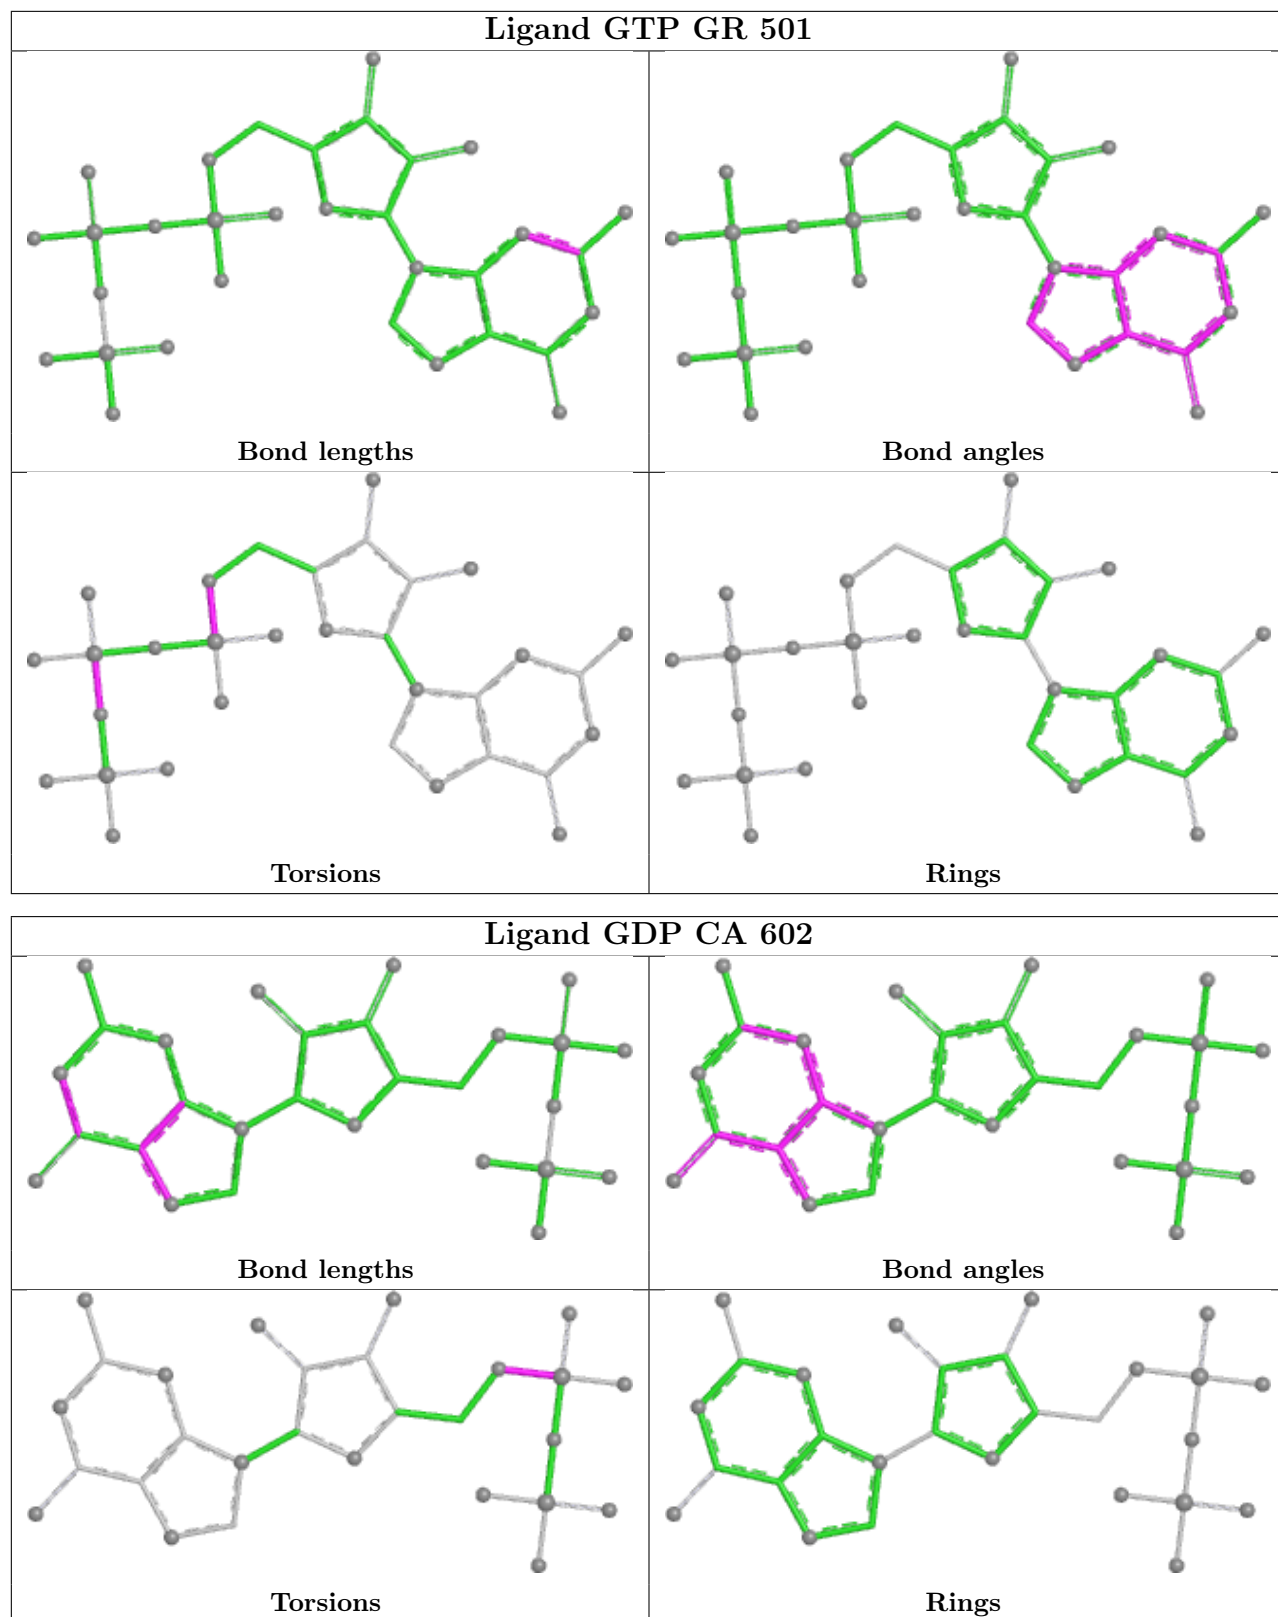 Ligand GTP GR 501
Bond lengths
Bond angles
Torsions
Rings
Ligand GDP CA 602
Bond lengths
Bond angles
Torsions
Rings